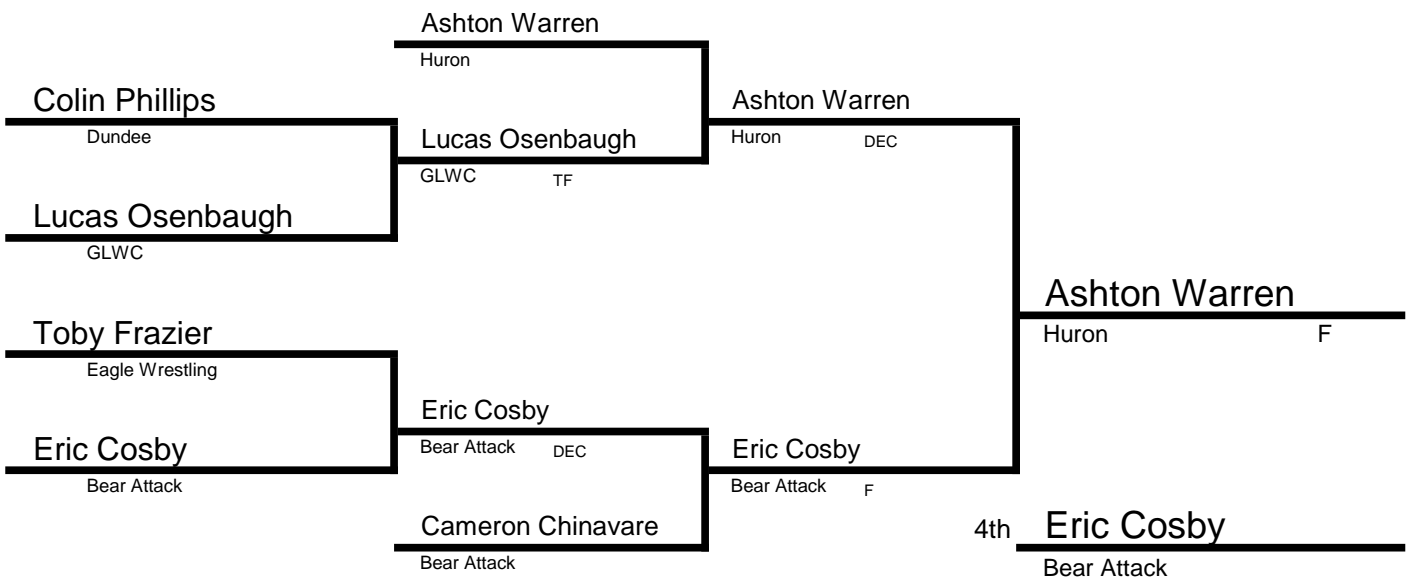 Ashton Warren
Huron
Colin Phillips
Dundee
Ashton Warren
Huron DEC
Lucas Osenbaugh
GLWC TF
Lucas Osenbaugh
GLWC
Ashton Warren
Huron F
Toby Frazier
Eagle Wrestling
Eric Cosby
Bear Attack DEC
Eric Cosby
Bear Attack
Eric Cosby
Bear Attack F
Cameron Chinavare
Bear Attack
4th Eric Cosby
Bear Attack